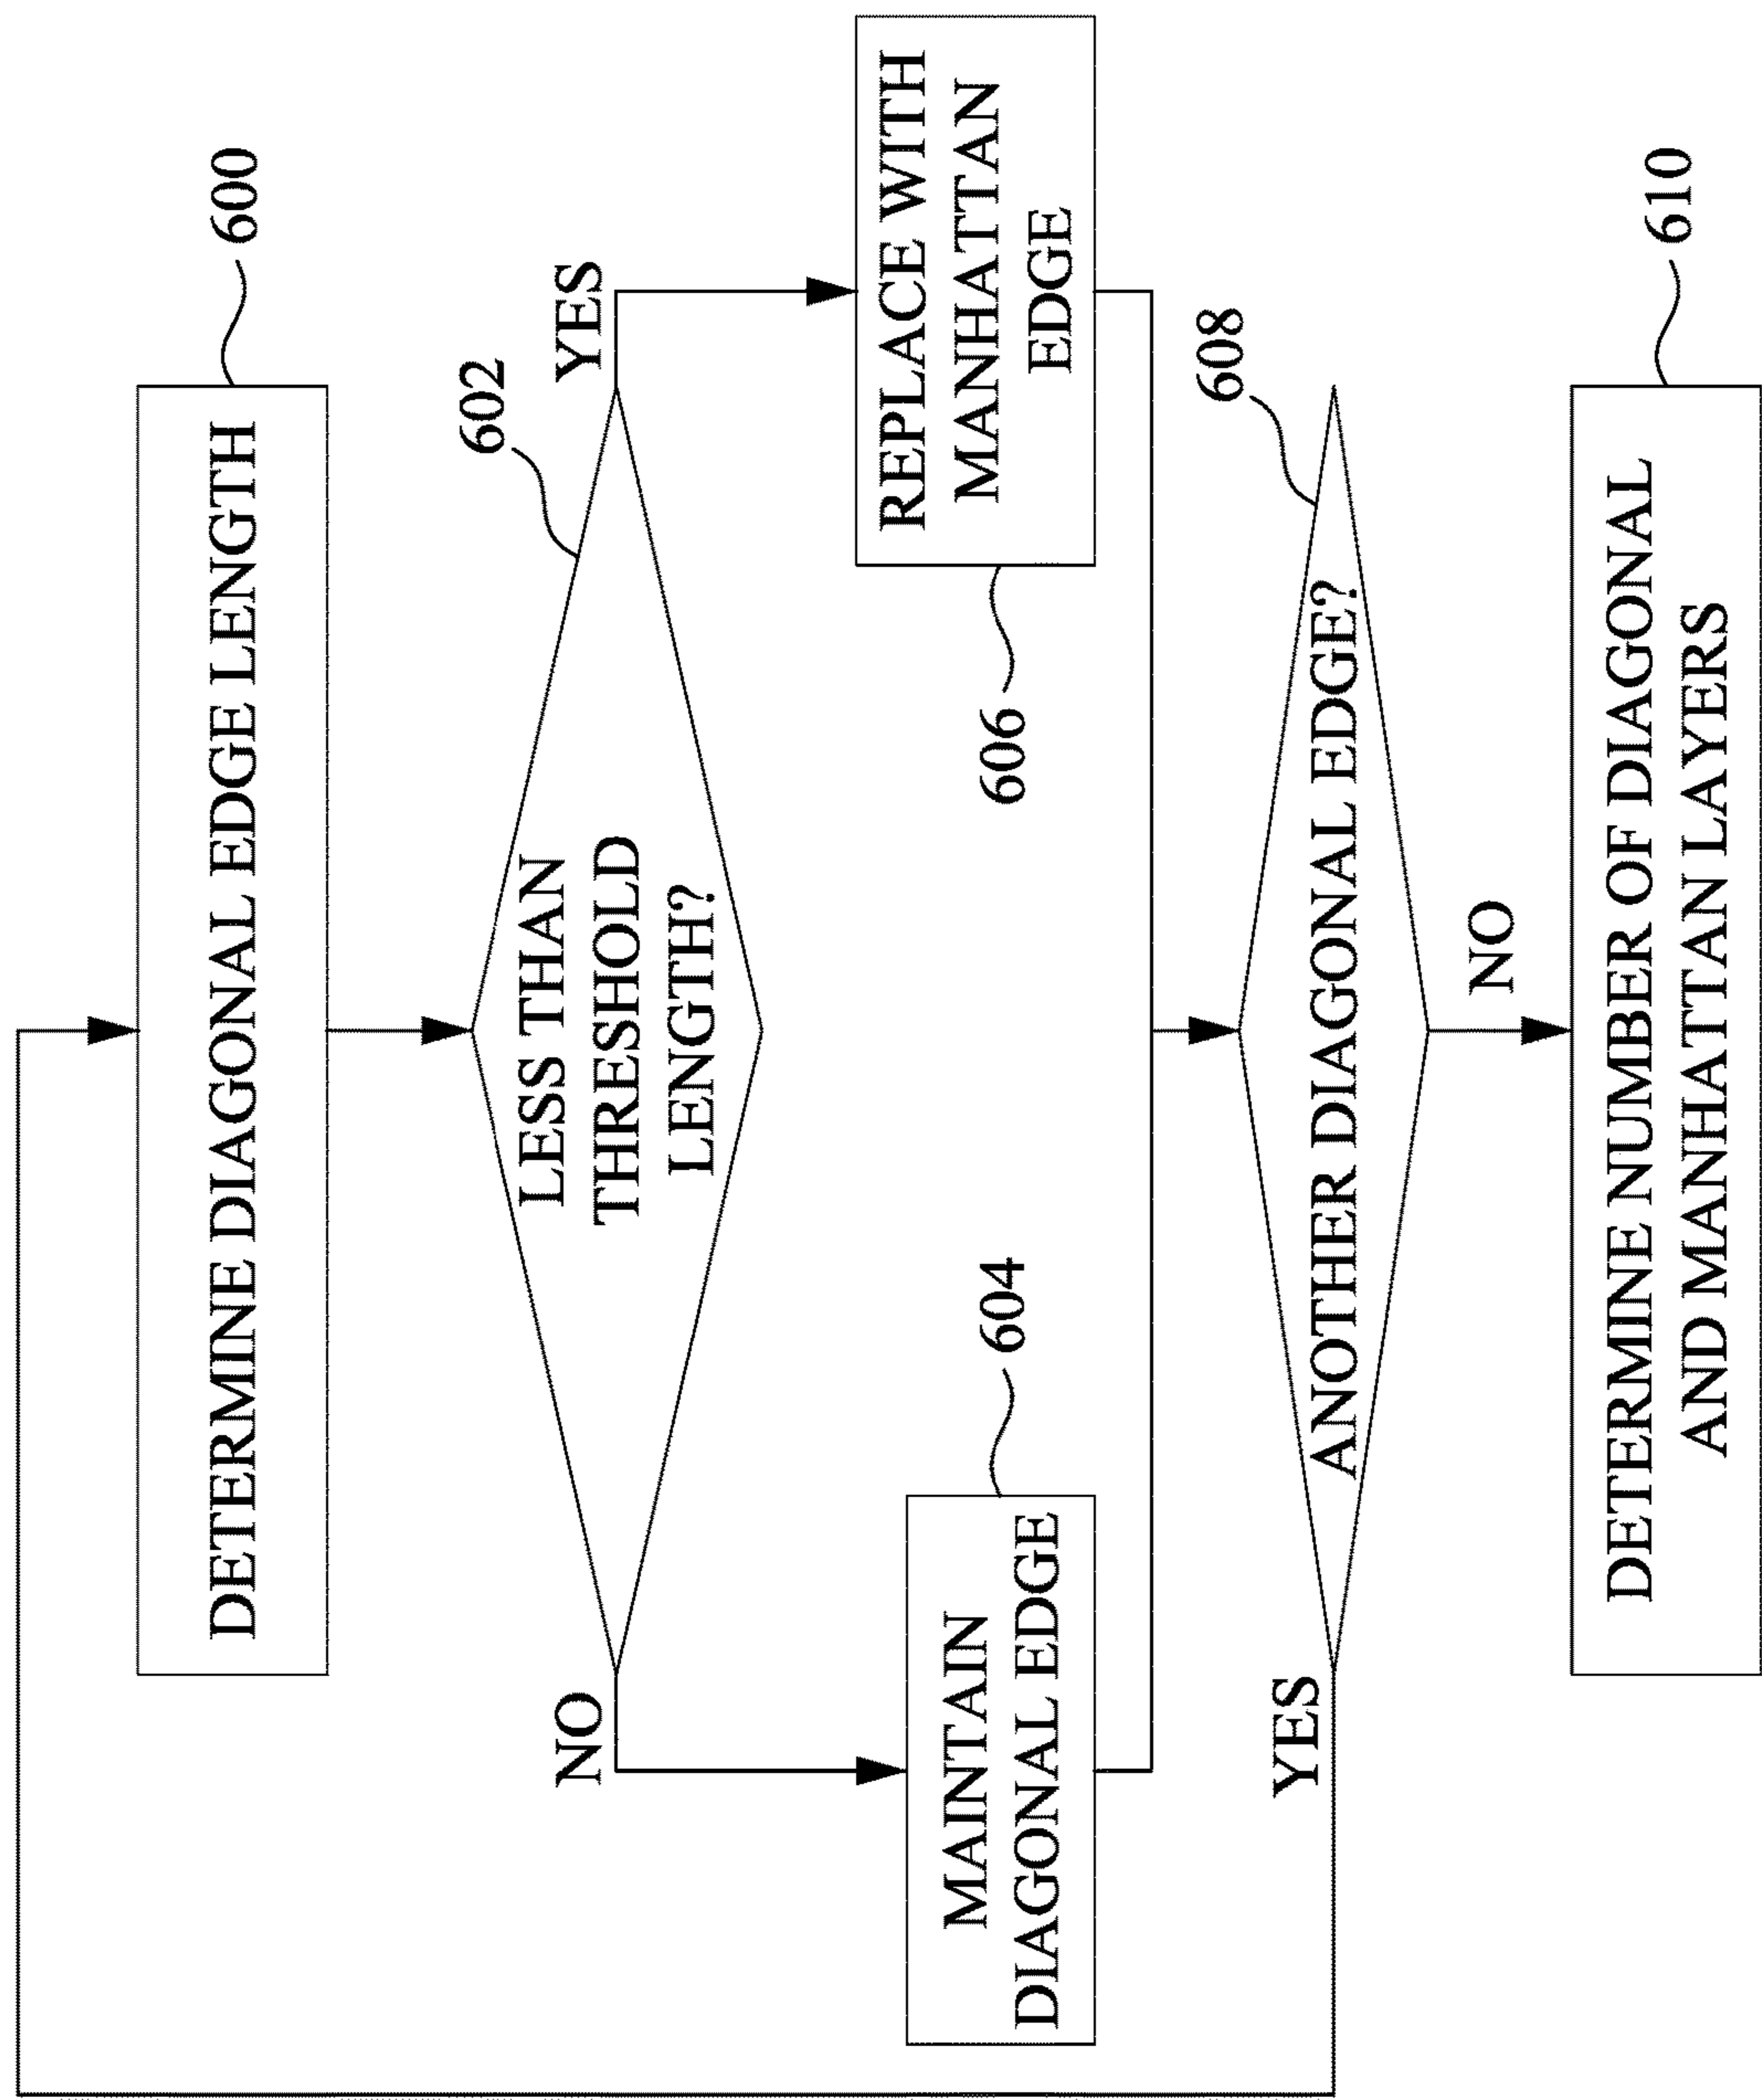 DETERMINE DIAGONAL EDGE LENGTH
600
LESS THAN
THRESHOLD
LENGTH?
602
NO
YES
MAINTAIN
DIAGONAL EDGE
604
REPLACE WITH
MANHATTAN
EDGE
606
ANOTHER DIAGONAL EDGE?
608
YES
NO
DETERMINE NUMBER OF DIAGONAL
AND MANHATTAN LAYERS
610